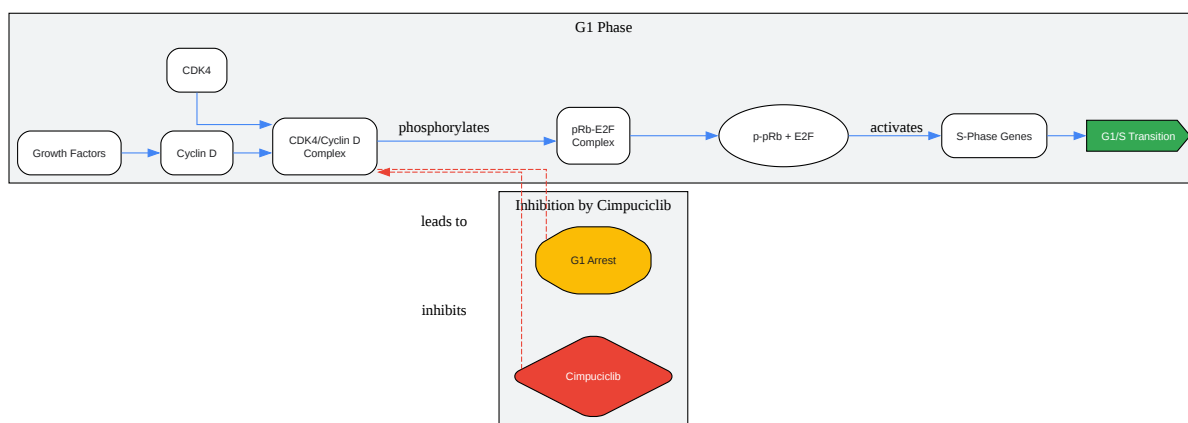 G1 Phase
CDK4
Growth Factors
Cyclin D
CDK4/Cyclin D
Complex
phosphorylates
pRb-E2F
Complex
p-pRb + E2F
activates
S-Phase Genes
G1/S Transition
Inhibition by Cimpuciclib
leads to
G1 Arrest
inhibits
Cimpuciclib